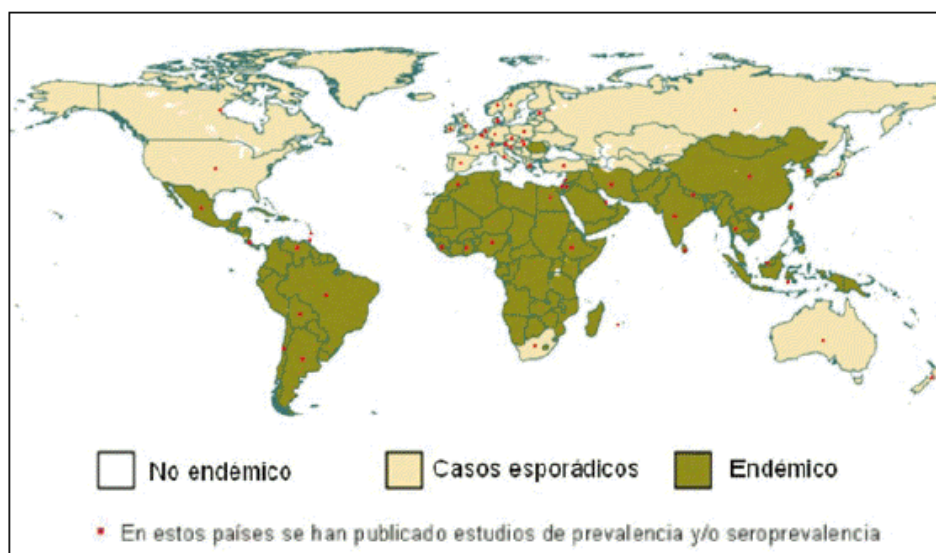 No endémico
Casos esporádicos
Endémico
En estos países se han publicado estudios de prevalencia y/o seroprevalencia